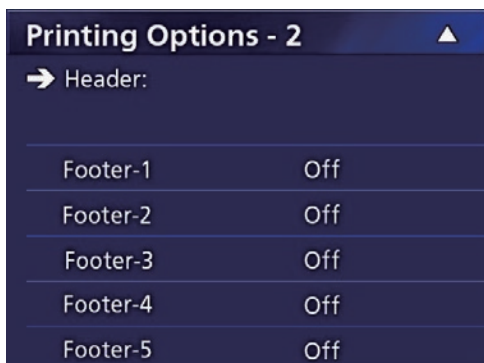 Printing Options - 2
Header:
Footer-1 Off
Footer-2 Off
Footer-3 Off
Footer-4 Off
Footer-5 Off